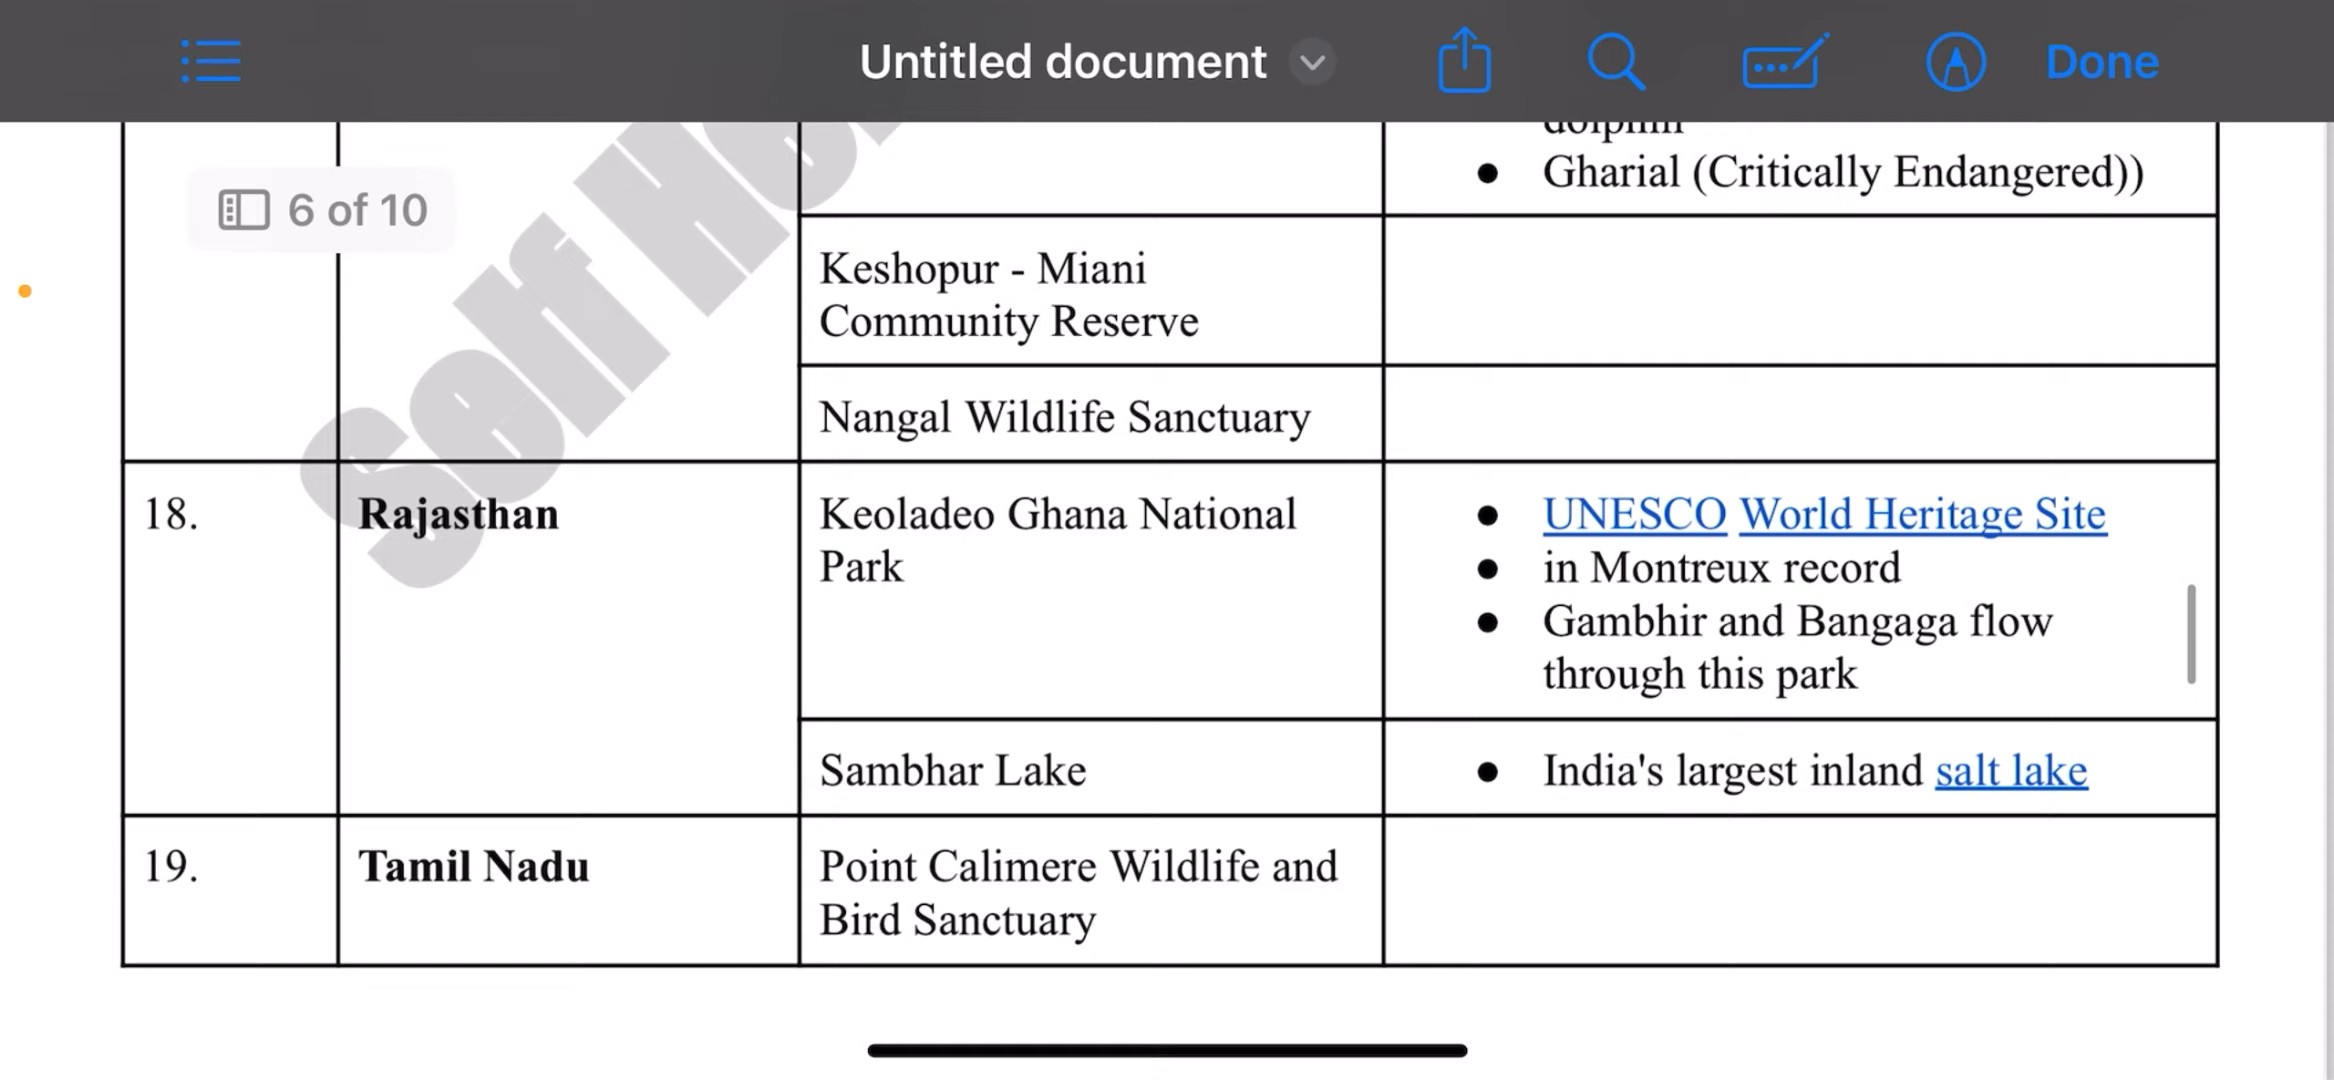 Untitled document
Done
6 of 10
dolphin
Gharial (Critically Endangered))
Keshopur - Miani
Community Reserve
Nangal Wildlife Sanctuary
18.
Rajasthan
Keoladeo Ghana National
Park
UNESCO World Heritage Site
in Montreux record
Gambhir and Bangaga flow
through this park
Sambhar Lake
India's largest inland salt lake
19.
Tamil Nadu
Point Calimere Wildlife and
Bird Sanctuary
Self